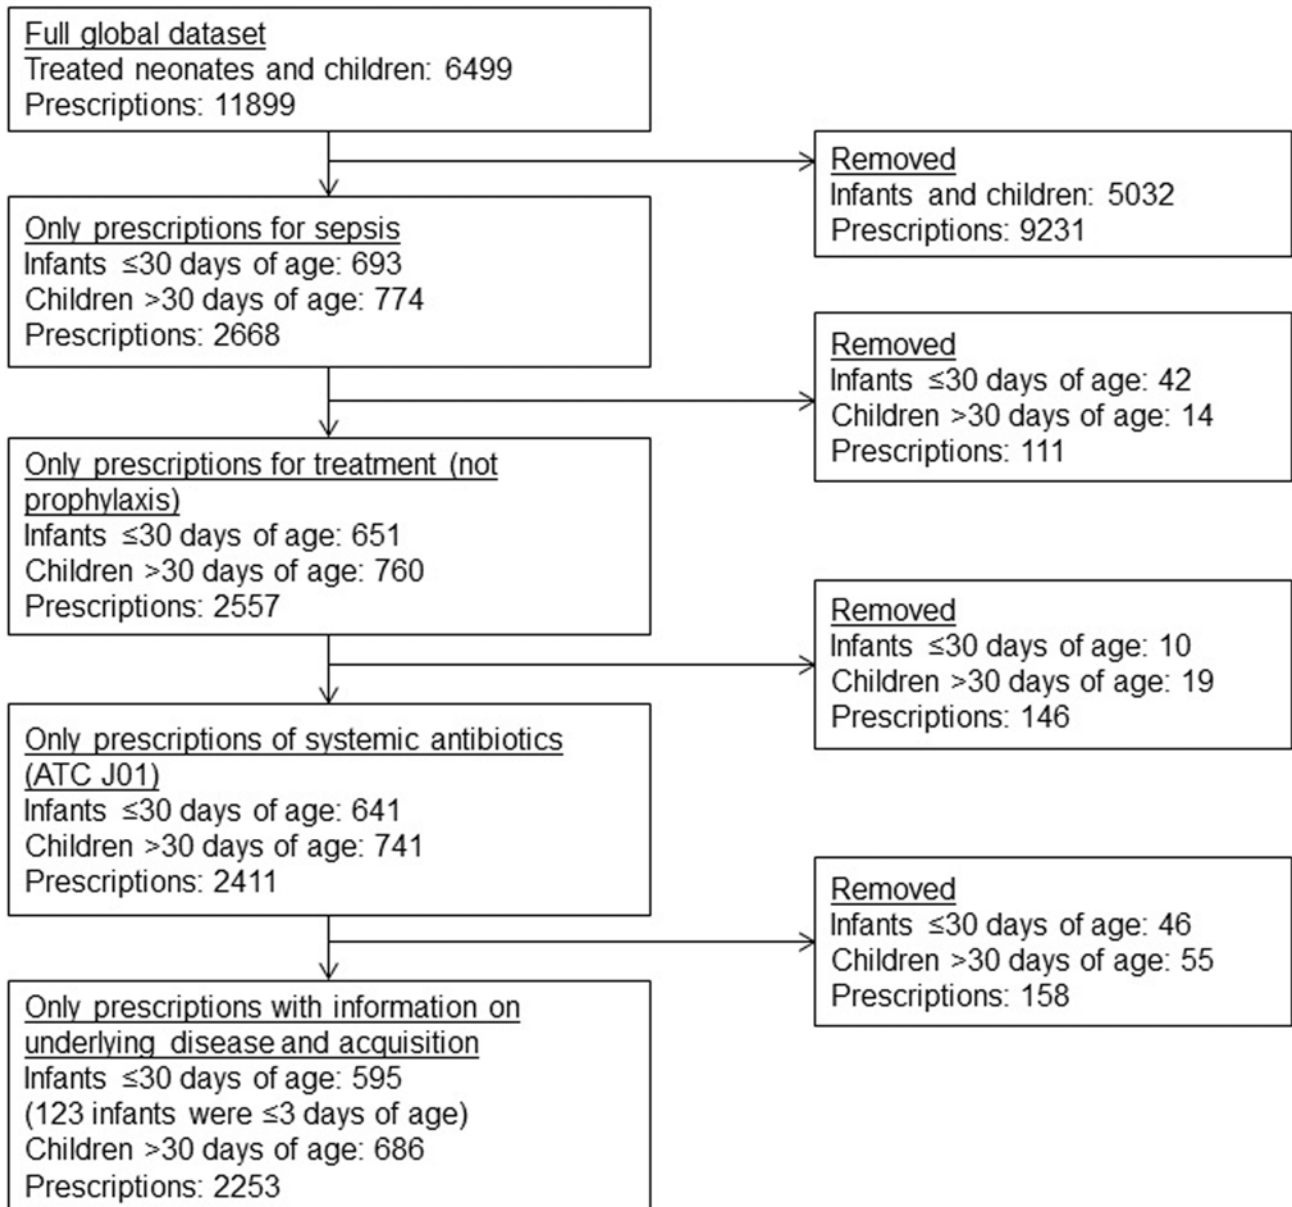 Full global dataset
Treated neonates and children: 6499
Prescriptions: 11899
Removed
Infants and children: 5032
Prescriptions: 9231
Only prescriptions for sepsis
Infants ≤30 days of age: 693
Children >30 days of age: 774
Prescriptions: 2668
Removed
Infants ≤30 days of age: 42
Children >30 days of age: 14
Prescriptions: 111
Only prescriptions for treatment (not
prophylaxis)
Infants ≤30 days of age: 651
Children >30 days of age: 760
Prescriptions: 2557
Removed
Infants ≤30 days of age: 10
Children >30 days of age: 19
Prescriptions: 146
Only prescriptions of systemic antibiotics
(ATC J01)
Infants ≤30 days of age: 641
Children >30 days of age: 741
Prescriptions: 2411
Removed
Infants ≤30 days of age: 46
Children >30 days of age: 55
Prescriptions: 158
Only prescriptions with information on
underlying disease and acquisition
Infants ≤30 days of age: 595
(123 infants were ≤3 days of age)
Children >30 days of age: 686
Prescriptions: 2253